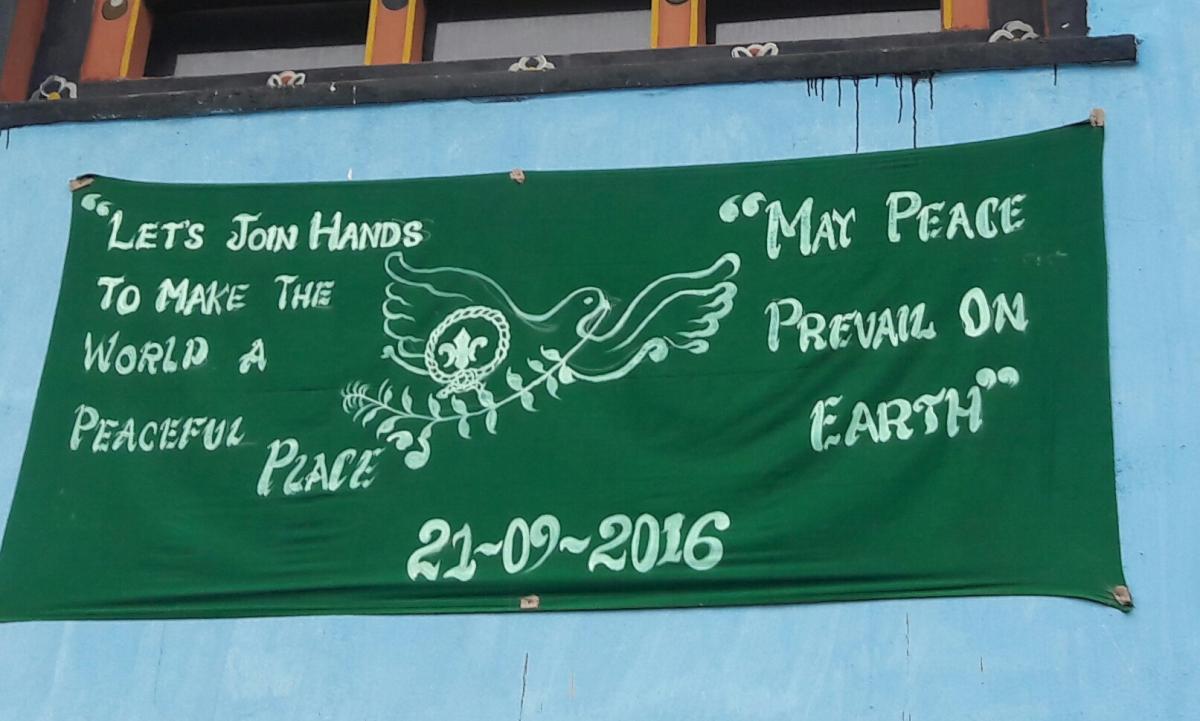 “LET'S JOIN HANDS
TO MAKE THE
WORLD A
PEACEFUL
PLACE”
“MAY PEACE
PREVAIL ON
EARTH”
21~09~2016